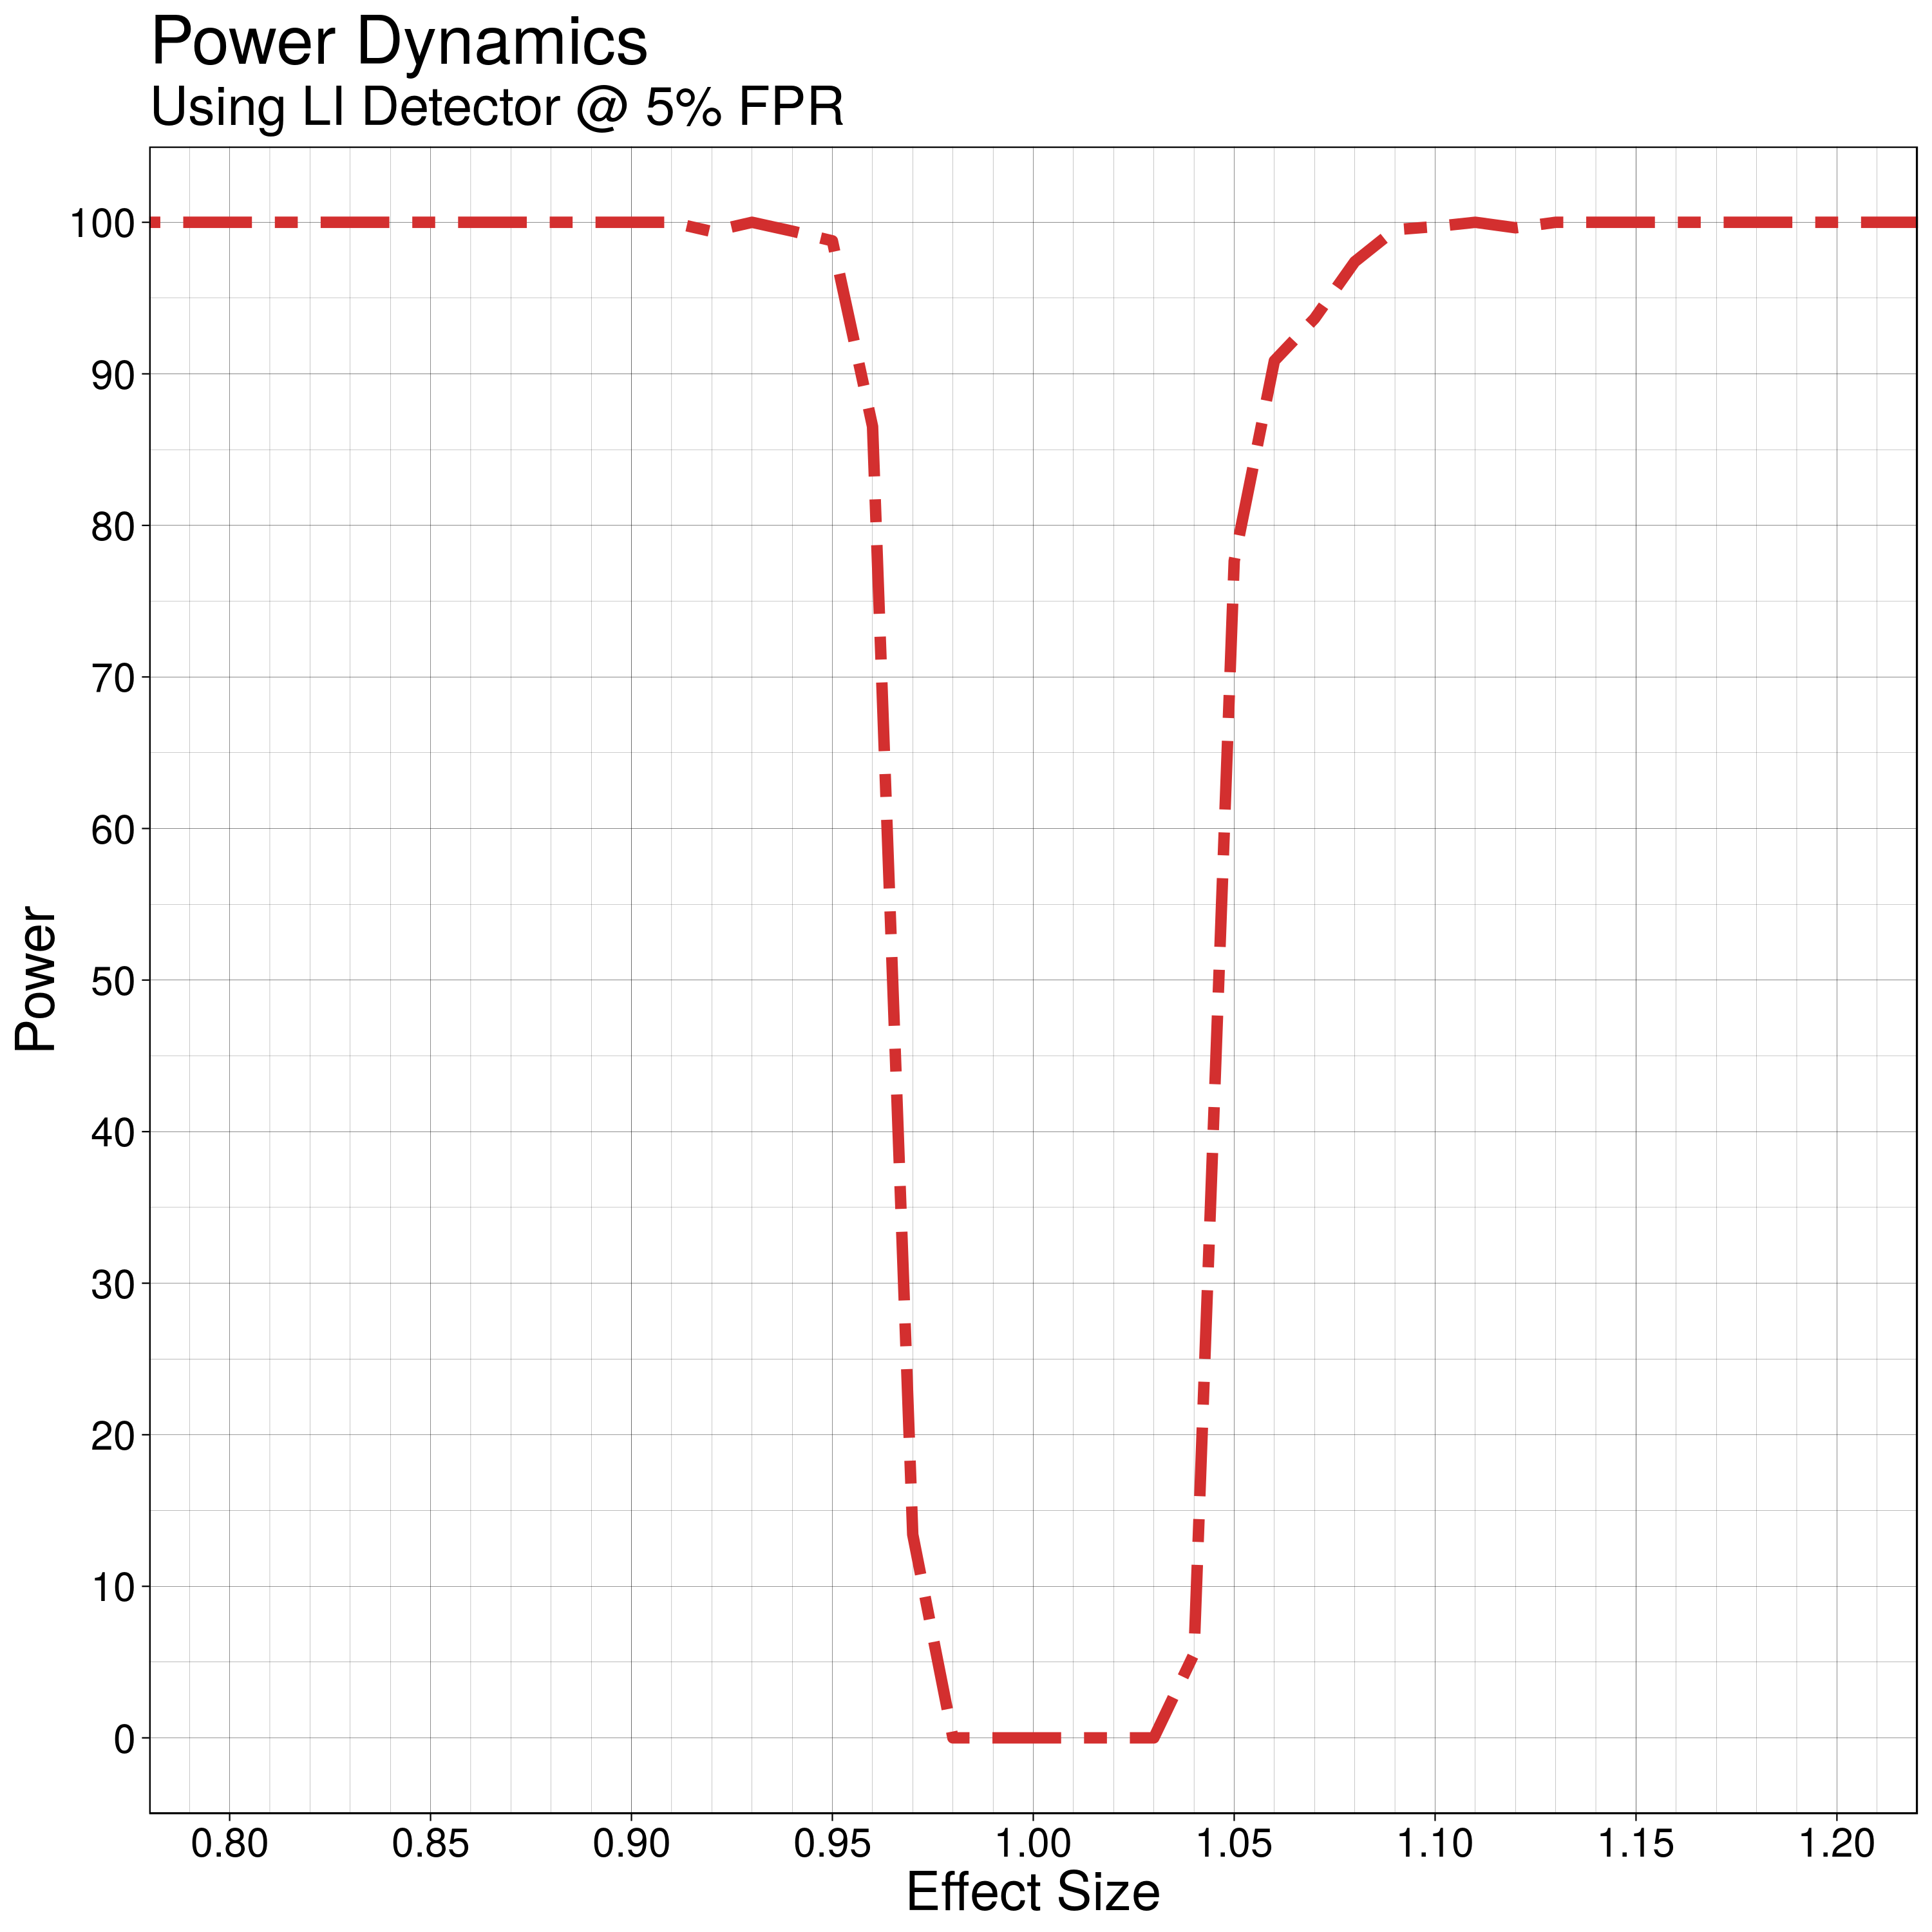 Power Dynamics
Using LI Detector @ 5% FPR
100
90
80
70
60
50
40
30
20
10
0
Power
0.80 0.85 0.90 0.95 1.00 1.05 1.10 1.15 1.20
Effect Size